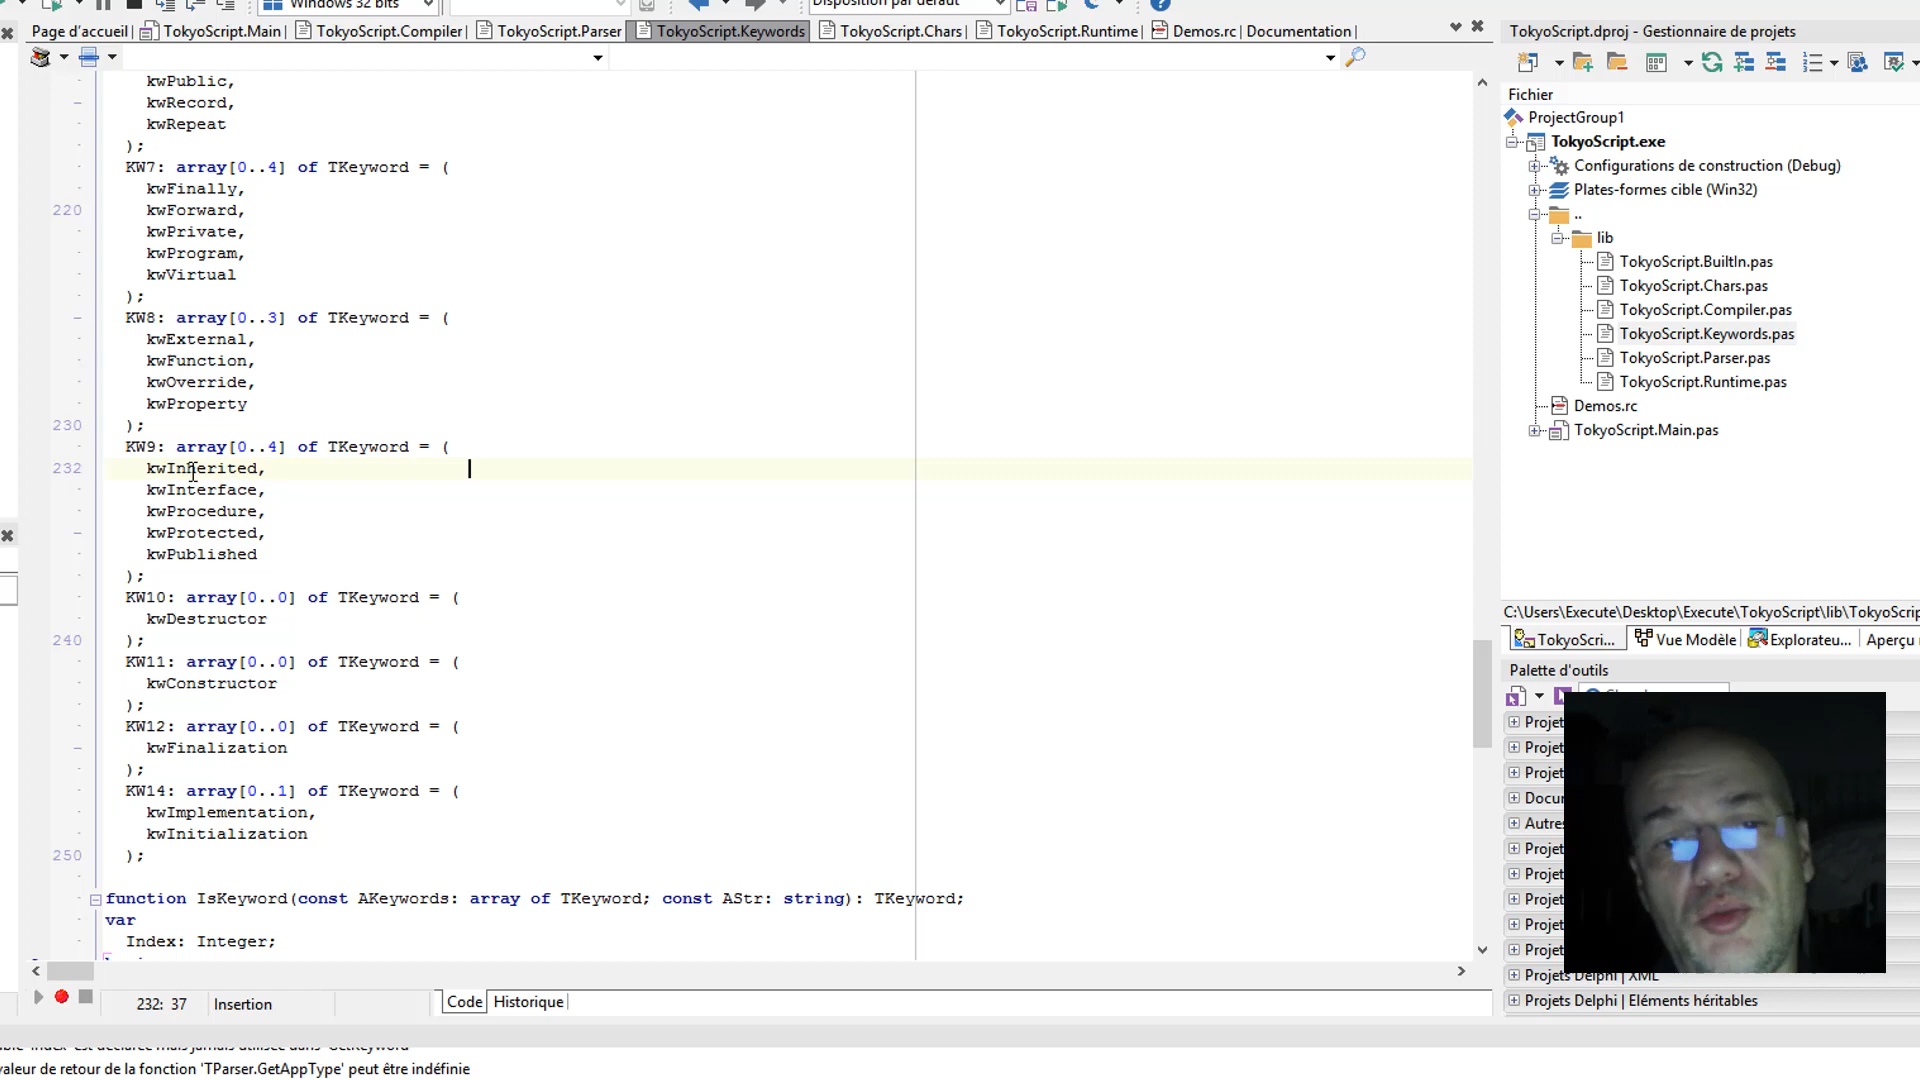 Windows 32 bits
Disposition par défaut
Page d'accueil TokyoScript.Main TokyoScript.Compiler TokyoScript.Parser TokyoScript.Keywords TokyoScript.Chars TokyoScript.Runtime Demos.rc Documentation
kwPublic,
kwRecord,
kwRepeat
);
KW7: array[0..4] of TKeyword = (
kwFinally,
220 kwForward,
kwPrivate,
kwProgram,
kwVirtual
);
KW8: array[0..3] of TKeyword = (
kwExternal,
kwFunction,
kwOverride,
kwProperty
230 );
KW9: array[0..4] of TKeyword = (
232 kwInherited,
kwInterface,
kwProcedure,
kwProtected,
kwPublished
);
KW10: array[0..0] of TKeyword = (
kwDestructor
240 );
KW11: array[0..0] of TKeyword = (
kwConstructor
);
KW12: array[0..0] of TKeyword = (
kwFinalization
);
KW14: array[0..1] of TKeyword = (
kwImplementation,
kwInitialization
250 );
function IsKeyword(const AKeywords: array of TKeyword; const AStr: string): TKeyword;
var
Index: Integer;
232: 37 Insertion Code Historique
valeur de retour de la fonction 'TParser.GetAppType' peut être indéfinie
TokyoScript.dproj - Gestionnaire de projets
Fichier
ProjectGroup1
TokyoScript.exe
Configurations de construction (Debug)
Plates-formes cible (Win32)
..
lib
TokyoScript.BuiltIn.pas
TokyoScript.Chars.pas
TokyoScript.Compiler.pas
TokyoScript.Keywords.pas
TokyoScript.Parser.pas
TokyoScript.Runtime.pas
Demos.rc
TokyoScript.Main.pas
C:\Users\Execute\Desktop\Execute\TokyoScript\lib\TokyoScrip
TokyoScri... Vue Modèle Explorateur... Aperçu
Palette d'outils
Projet
Projet
Projet
Docur
Autres
Projet
Projet
Projet
Projet
Projet
Projets Delphi | XML
Projets Delphi | Eléments héritables